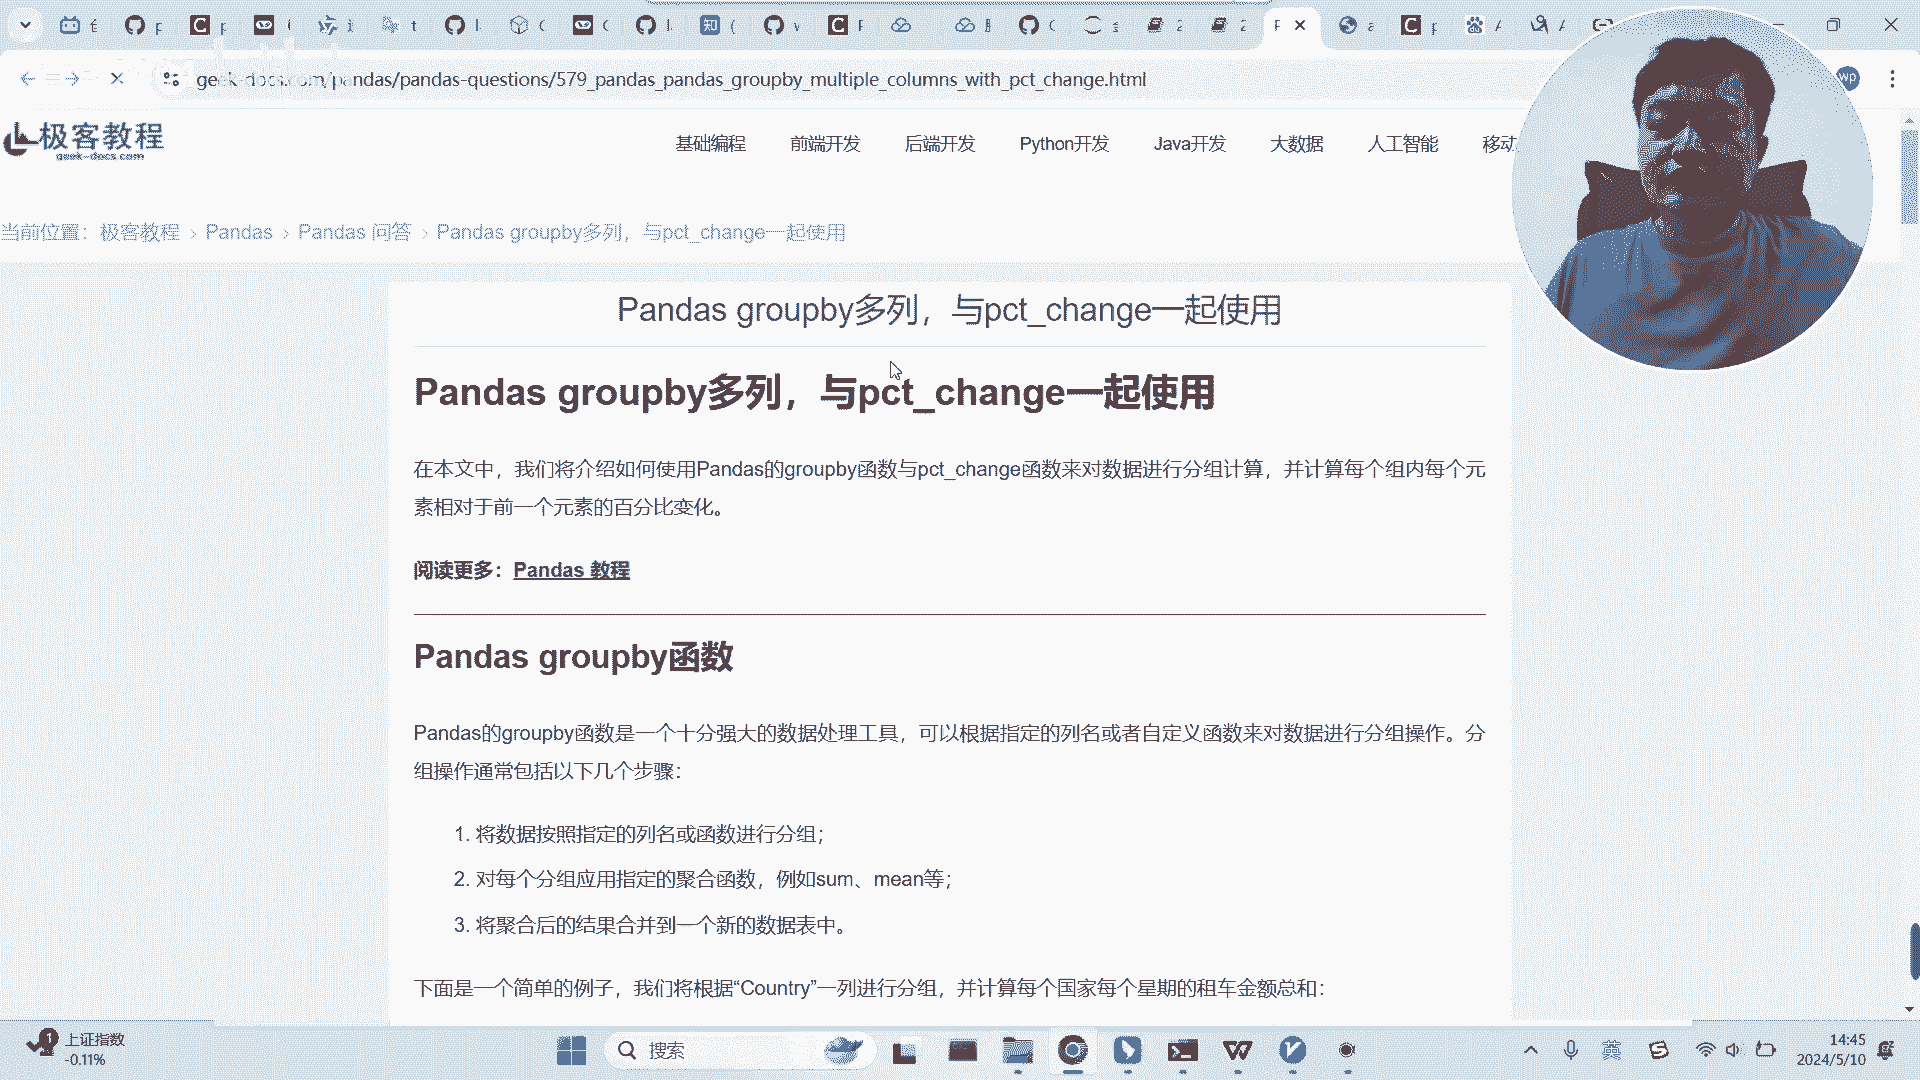 geek-docs.com/pandas/pandas-questions/579_pandas_pandas_groupby_multiple_columns_with_pct_change.html
wp
极客教程
geek-docs.com
基础编程 前端开发 后端开发 Python开发 Java开发 大数据 人工智能 移动
当前位置： 极客教程 › Pandas › Pandas 问答 › Pandas groupby多列，与pct_change一起使用
Pandas groupby多列，与pct_change一起使用
Pandas groupby多列，与pct_change一起使用
在本文中，我们将介绍如何使用Pandas的groupby函数与pct_change函数来对数据进行分组计算，并计算每个组内每个元
素相对于前一个元素的百分比变化。
阅读更多：Pandas 教程
Pandas groupby函数
Pandas的groupby函数是一个十分强大的数据处理工具，可以根据指定的列名或者自定义函数来对数据进行分组操作。分
组操作通常包括以下几个步骤：
1. 将数据按照指定的列名或函数进行分组；
2. 对每个分组应用指定的聚合函数，例如sum、mean等；
3. 将聚合后的结果合并到一个新的数据表中。
下面是一个简单的例子，我们将根据“Country”一列进行分组，并计算每个国家每个星期的租车金额总和：
1
上证指数
-0.11%
搜索
英
14:45
2024/5/10